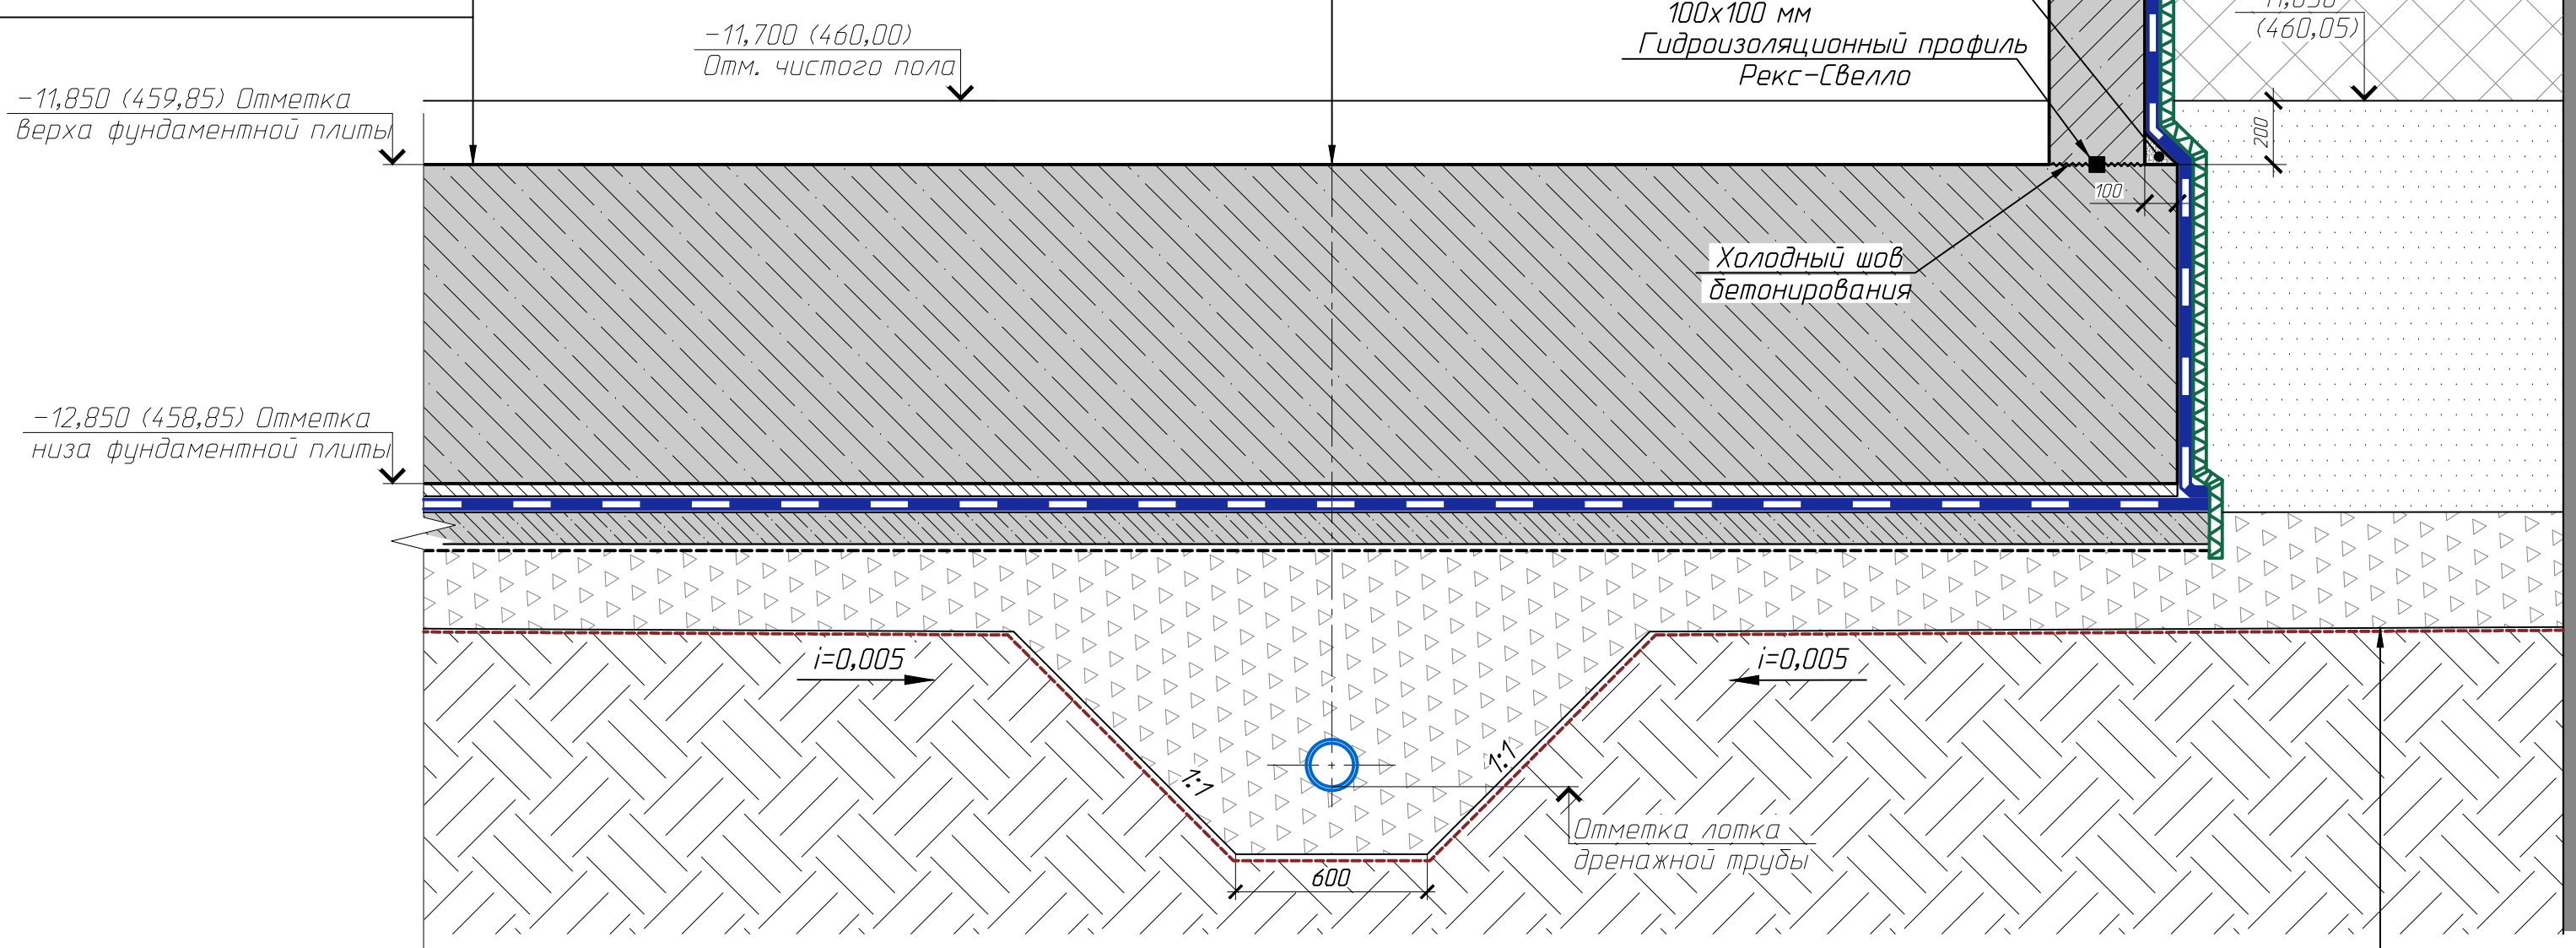 100х100 мм
Гидроизоляционный профиль
Рекс-Свелло
(460,05)
-11,700 (460,00)
Отм. чистого пола
-11,850 (459,85) Отметка
верха фундаментной плиты
200
100
Холодный шов
бетонирования
-12,850 (458,85) Отметка
низа фундаментной плиты
i=0,005
i=0,005
1:1
1:1
Отметка лотка
дренажной трубы
600